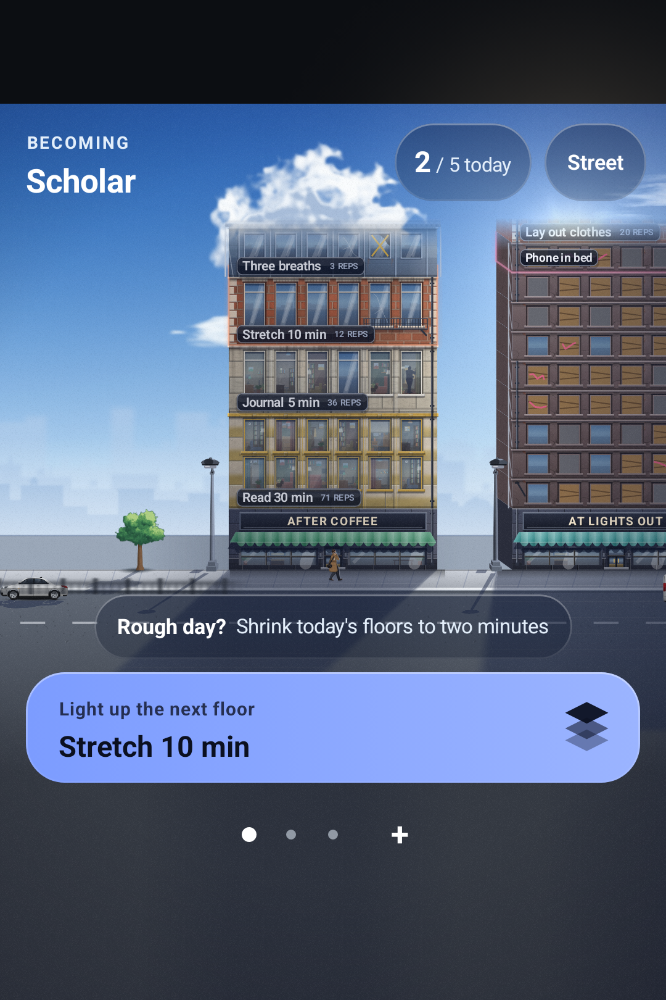 BECOMING
Scholar
2 / 5 today
Street
Three breaths 3 REPS
Stretch 10 min 12 REPS
Journal 5 min 36 REPS
Read 30 min 71 REPS
AFTER COFFEE
Lay out clothes 20 REPS
Phone in bed
AT LIGHTS OUT
Rough day? Shrink today's floors to two minutes
Light up the next floor
Stretch 10 min
+